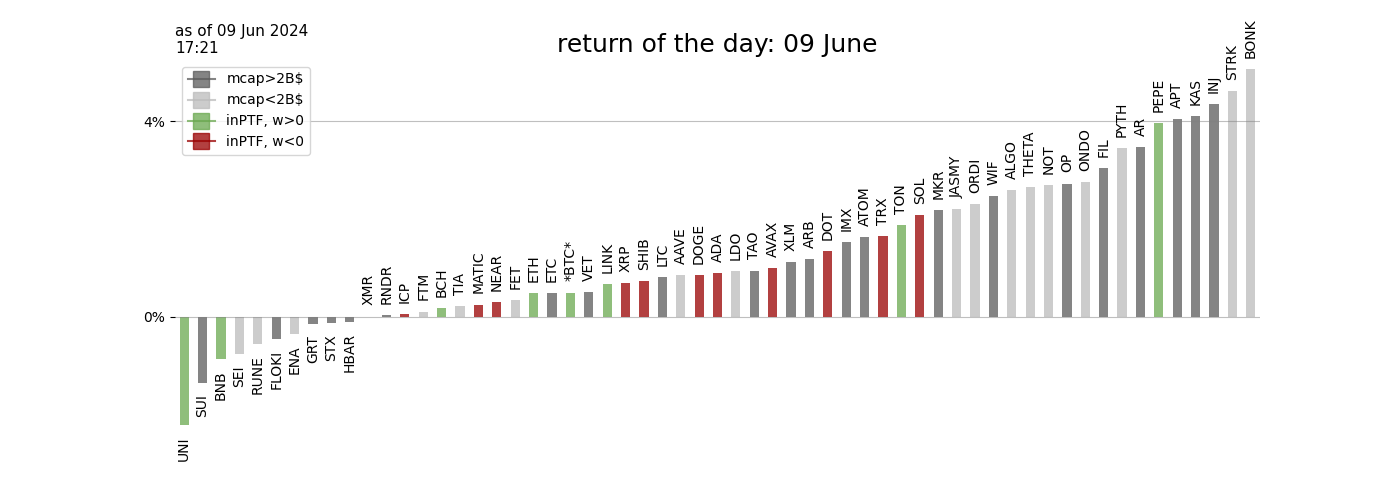 as of 09 Jun 2024
17:21
return of the day: 09 June
mcap>2B$
mcap<2B$
inPTF, w>0
inPTF, w<0
4%
0%
UNI
SUI
BNB
SEI
RUNE
FLOKI
ENA
GRT
STX
HBAR
XMR
RNDR
ICP
FTM
BCH
TIA
MATIC
NEAR
FET
ETH
ETC
*BTC*
VET
LINK
XRP
SHIB
LTC
AAVE
DOGE
ADA
LDO
TAO
AVAX
XLM
ARB
DOT
IMX
ATOM
TRX
TON
SOL
MKR
JASMY
ORDI
WIF
ALGO
THETA
NOT
OP
ONDO
FIL
PYTH
AR
PEPE
APT
KAS
INJ
STRK
BONK